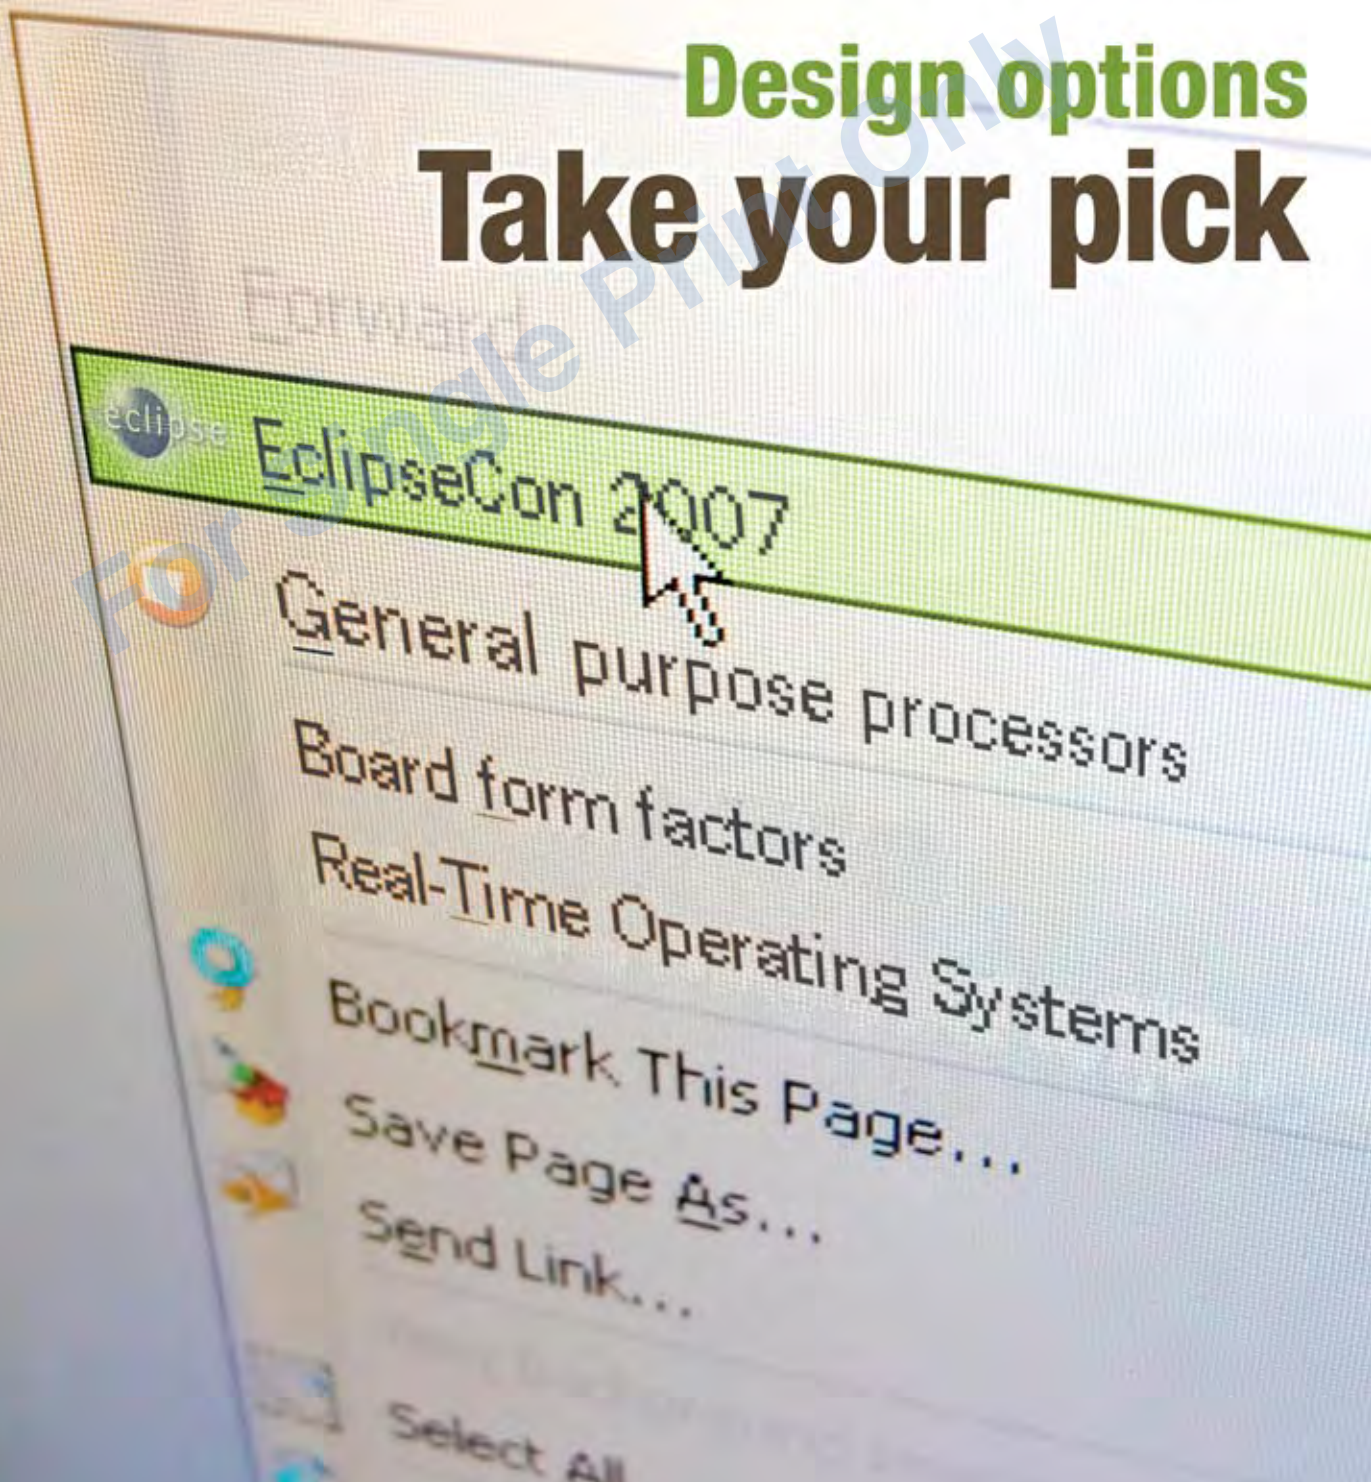 Design options
Take your pick
For Single Print Only
Forward
eclipse
EclipseCon 2007
General purpose processors
Board form factors
Real-Time Operating Systems
Bookmark This Page...
Save Page As...
Send Link...
Select All